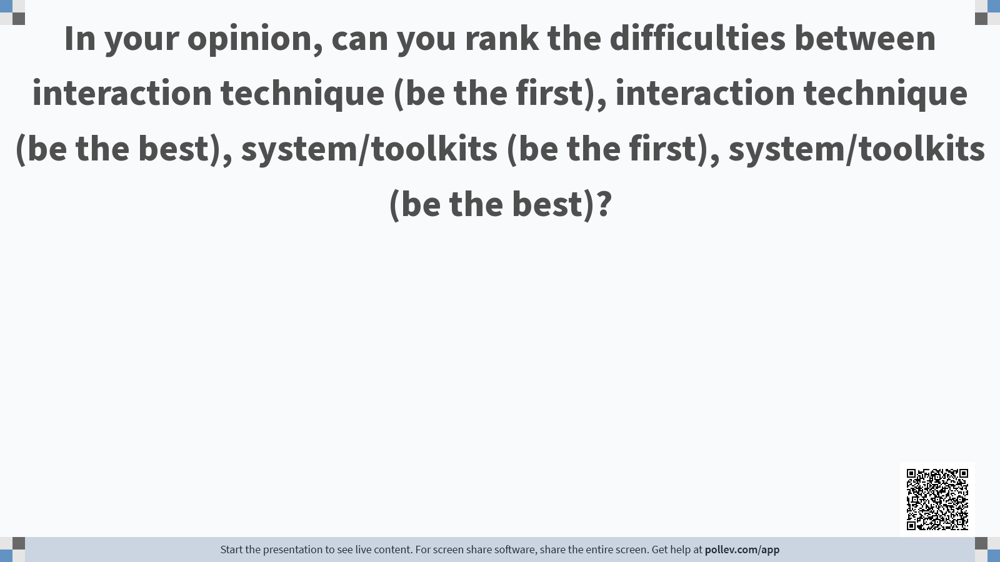 In your opinion, can you rank the difficulties between
interaction technique (be the first), interaction technique
(be the best), system/toolkits (be the first), system/toolkits
(be the best)?
Start the presentation to see live content. For screen share software, share the entire screen. Get help at pollev.com/app